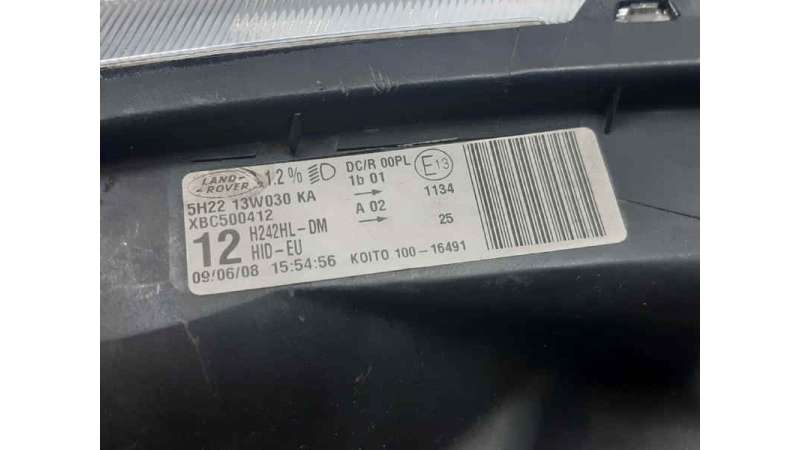 LAND-
ROVER
1.2%
DC/R 00PL
E13
1b 01
1134
5H22 13W030 KA
XBC500412
A 02
25
12
H242HL-DM
HID-EU
09/06/08 15:54:56
KOITO 100-16491